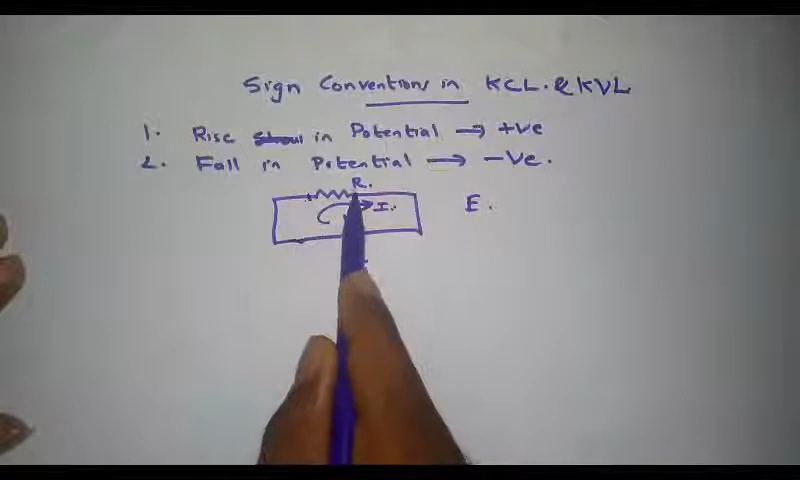 Sign Conventions in KCL. & KVL
1. Rise in Potential → +ve
2. Fall in Potential → -Ve.
R.
I.
E.